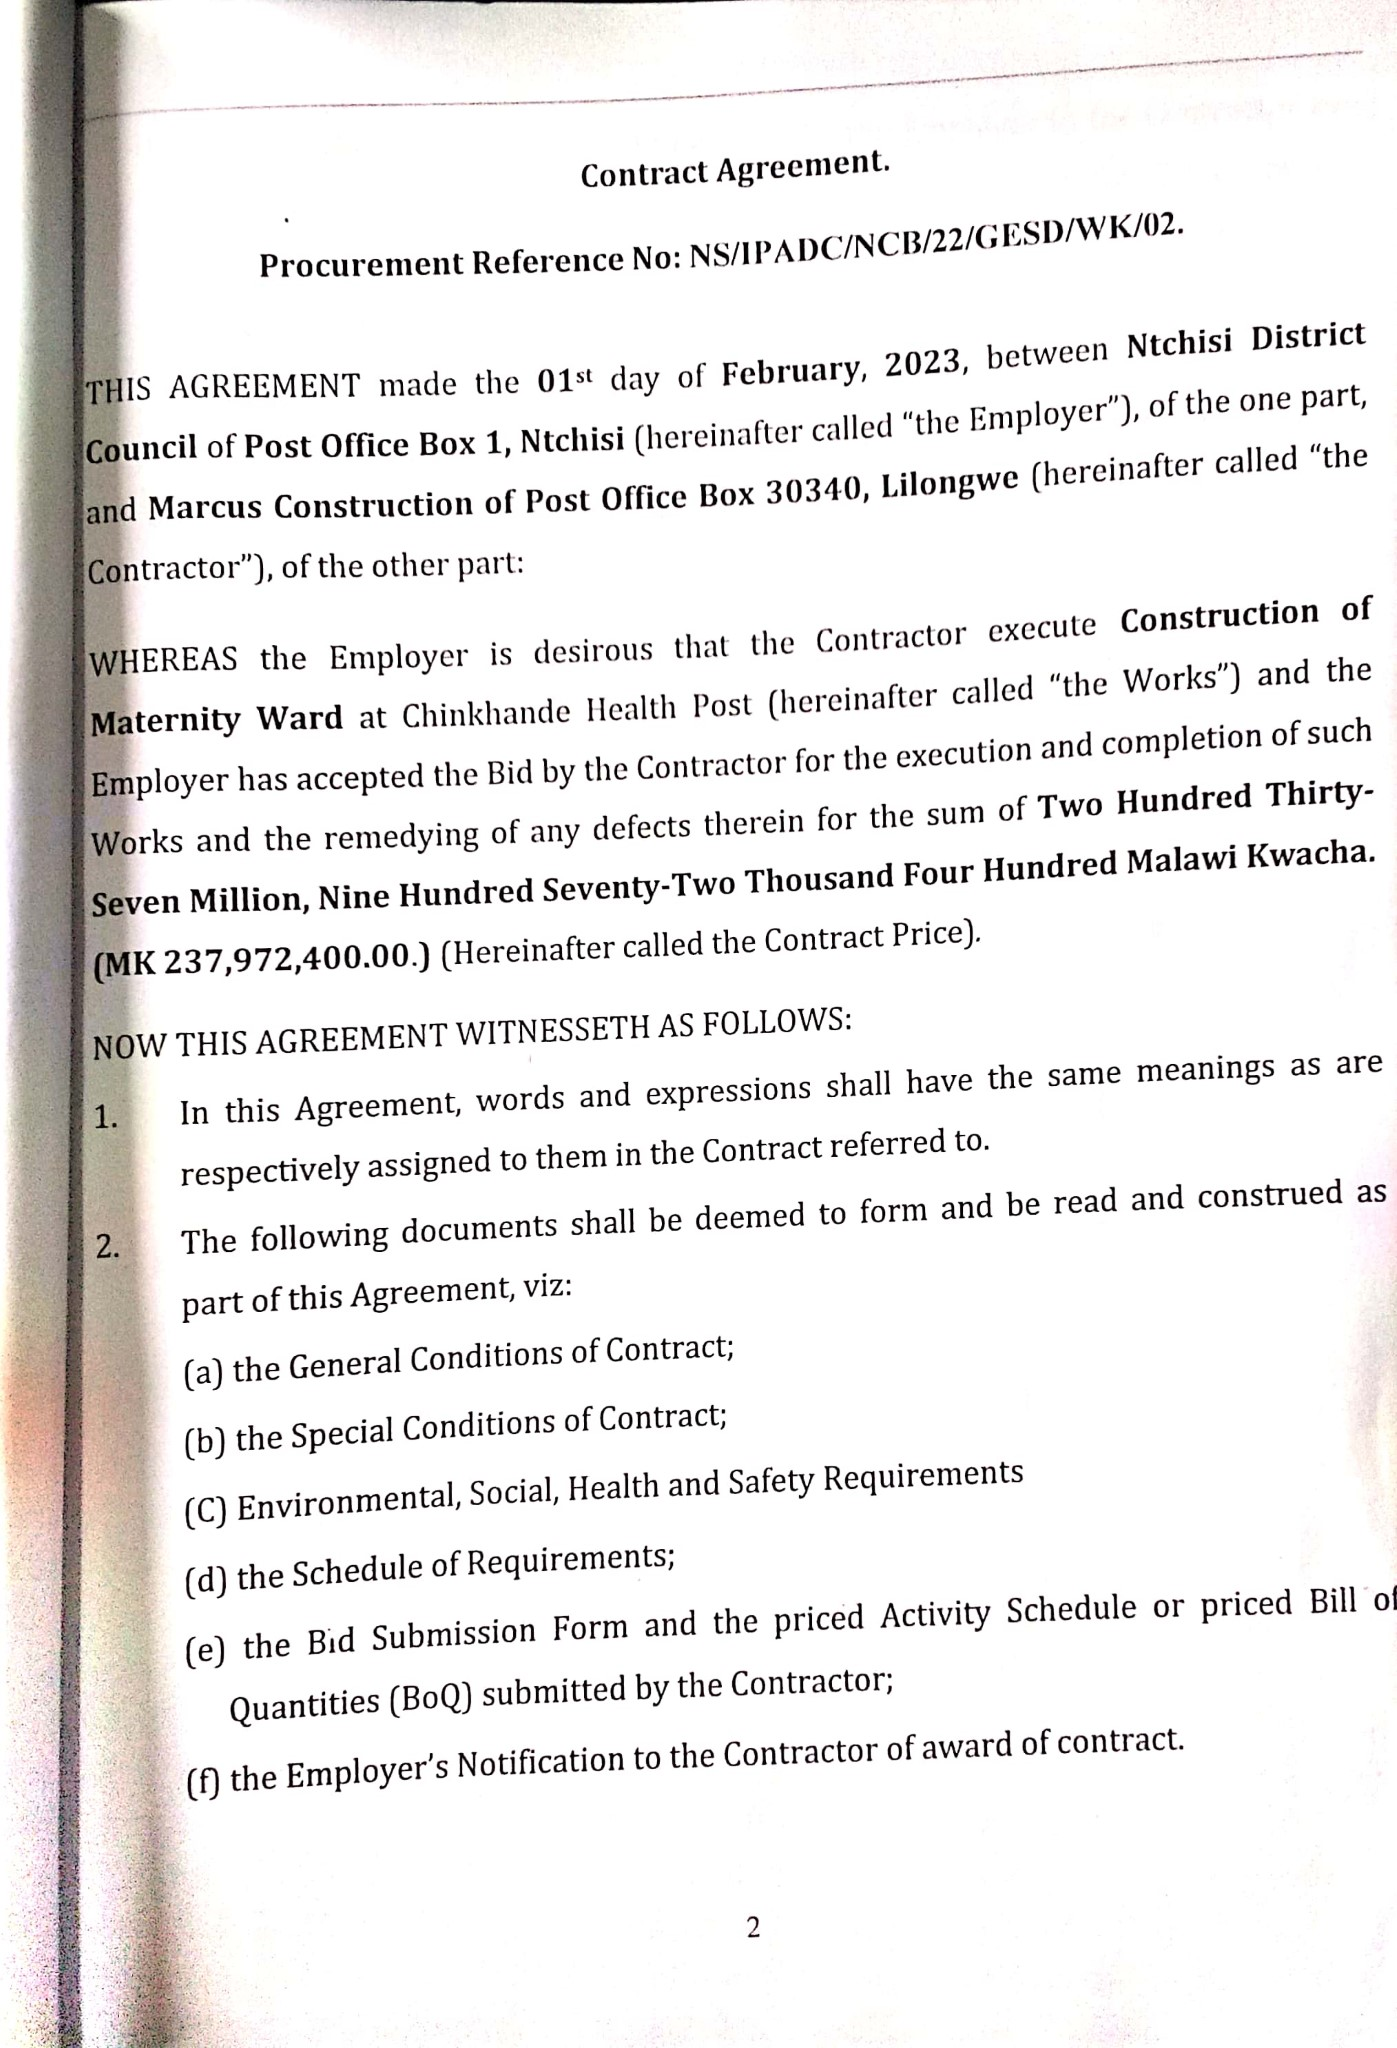 Contract Agreement.
Procurement Reference No: NS/IPADC/NCB/22/GESD/WK/02.
THIS AGREEMENT made the 01st day of February, 2023, between Ntchisi District
Council of Post Office Box 1, Ntchisi (hereinafter called "the Employer"), of the one part,
and Marcus Construction of Post Office Box 30340, Lilongwe (hereinafter called "the
Contractor"), of the other part:
WHEREAS the Employer is desirous that the Contractor execute Construction of
Maternity Ward at Chinkhande Health Post (hereinafter called "the Works") and the
Employer has accepted the Bid by the Contractor for the execution and completion of such
Works and the remedying of any defects therein for the sum of Two Hundred Thirty-
Seven Million, Nine Hundred Seventy-Two Thousand Four Hundred Malawi Kwacha.
(MK 237,972,400.00.) (Hereinafter called the Contract Price).
NOW THIS AGREEMENT WITNESSETH AS FOLLOWS:
1. In this Agreement, words and expressions shall have the same meanings as are
respectively assigned to them in the Contract referred to.
2. The following documents shall be deemed to form and be read and construed as
part of this Agreement, viz:
(a) the General Conditions of Contract;
(b) the Special Conditions of Contract;
(C) Environmental, Social, Health and Safety Requirements
(d) the Schedule of Requirements;
(e) the Bid Submission Form and the priced Activity Schedule or priced Bill of
Quantities (BoQ) submitted by the Contractor;
(f) the Employer's Notification to the Contractor of award of contract.
2